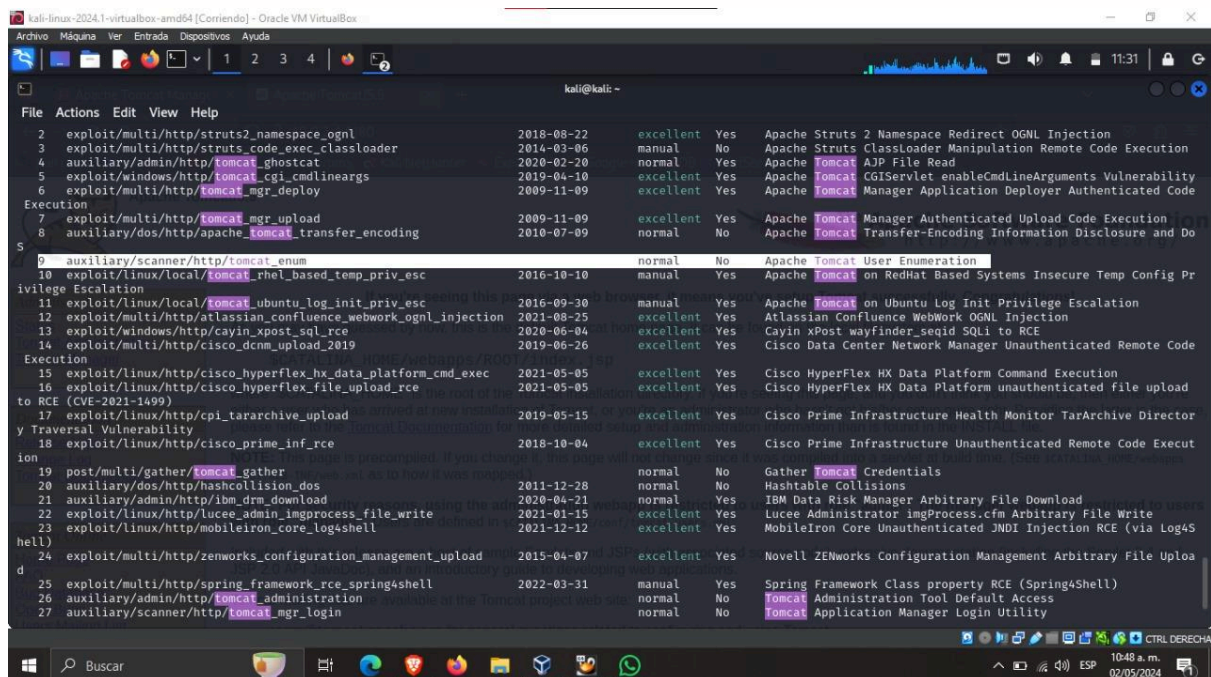 kali-linux-2024.1-virtualbox-amd64 [Corriendo] - Oracle VM VirtualBox
Archivo Máquina Ver Entrada Dispositivos Ayuda
1 2 3 4 2 11:31
kali@kali: ~
File Actions Edit View Help
2 exploit/multi/http/struts2_namespace_ognl 2018-08-22 excellent Yes Apache Struts 2 Namespace Redirect OGNL Injection
3 exploit/multi/http/struts_code_exec_classloader 2014-03-06 manual No Apache Struts ClassLoader Manipulation Remote Code Execution
4 auxiliary/admin/http/tomcat_ghostcat 2020-02-20 normal Yes Apache Tomcat AJP File Read
5 exploit/windows/http/tomcat_cgi_cmdlineargs 2019-04-10 excellent Yes Apache Tomcat CGIServlet enableCmdLineArguments Vulnerability
6 exploit/multi/http/tomcat_mgr_deploy 2009-11-09 excellent Yes Apache Tomcat Manager Application Deployer Authenticated Code
Execution
7 exploit/multi/http/tomcat_mgr_upload 2009-11-09 excellent Yes Apache Tomcat Manager Authenticated Upload Code Execution
8 auxiliary/dos/http/apache_tomcat_transfer_encoding 2010-07-09 normal No Apache Tomcat Transfer-Encoding Information Disclosure and Do
S
9 auxiliary/scanner/http/tomcat_enum normal No Apache Tomcat User Enumeration
10 exploit/linux/local/tomcat_rhel_based_temp_priv_esc 2016-10-10 manual Yes Apache Tomcat on RedHat Based Systems Insecure Temp Config Pr
ivilege Escalation
11 exploit/linux/local/tomcat_ubuntu_log_init_priv_esc 2016-09-30 manual Yes Apache Tomcat on Ubuntu Log Init Privilege Escalation
12 exploit/multi/http/atlassian_confluence_webwork_ognl_injection 2021-08-25 excellent Yes Atlassian Confluence WebWork OGNL Injection
13 exploit/windows/http/cayin_xpost_sql_rce 2020-06-04 excellent Yes Cayin xPost wayfinder_seqid SQLi to RCE
14 exploit/multi/http/cisco_dcnm_upload_2019 2019-06-26 excellent Yes Cisco Data Center Network Manager Unauthenticated Remote Code
Execution
15 exploit/linux/http/cisco_hyperflex_hx_data_platform_cmd_exec 2021-05-05 excellent Yes Cisco HyperFlex HX Data Platform Command Execution
16 exploit/linux/http/cisco_hyperflex_file_upload_rce 2021-05-05 excellent Yes Cisco HyperFlex HX Data Platform unauthenticated file upload
to RCE (CVE-2021-1499)
17 exploit/linux/http/cpi_tararchive_upload 2019-05-15 excellent Yes Cisco Prime Infrastructure Health Monitor TarArchive Director
y Traversal Vulnerability
18 exploit/linux/http/cisco_prime_inf_rce 2018-10-04 excellent Yes Cisco Prime Infrastructure Unauthenticated Remote Code Execut
ion
19 post/multi/gather/tomcat_gather normal No Gather Tomcat Credentials
20 auxiliary/dos/http/hashcollision_dos 2011-12-28 normal No Hashtable Collisions
21 auxiliary/admin/http/ibm_drm_download 2020-04-21 normal Yes IBM Data Risk Manager Arbitrary File Download
22 exploit/linux/http/lucee_admin_imgprocess_file_write 2021-01-15 excellent Yes Lucee Administrator imgProcess.cfm Arbitrary File Write
23 exploit/linux/http/mobileiron_core_log4shell 2021-12-12 excellent Yes MobileIron Core Unauthenticated JNDI Injection RCE (via Log4S
hell)
24 exploit/multi/http/zenworks_configuration_management_upload 2015-04-07 excellent Yes Novell ZENworks Configuration Management Arbitrary File Uploa
d
25 exploit/multi/http/spring_framework_rce_spring4shell 2022-03-31 manual Yes Spring Framework Class property RCE (Spring4Shell)
26 auxiliary/admin/http/tomcat_administration normal No Tomcat Administration Tool Default Access
27 auxiliary/scanner/http/tomcat_mgr_login normal No Tomcat Application Manager Login Utility
CTRL DERECHA
Buscar
ESP 10:48 a. m.
02/05/2024